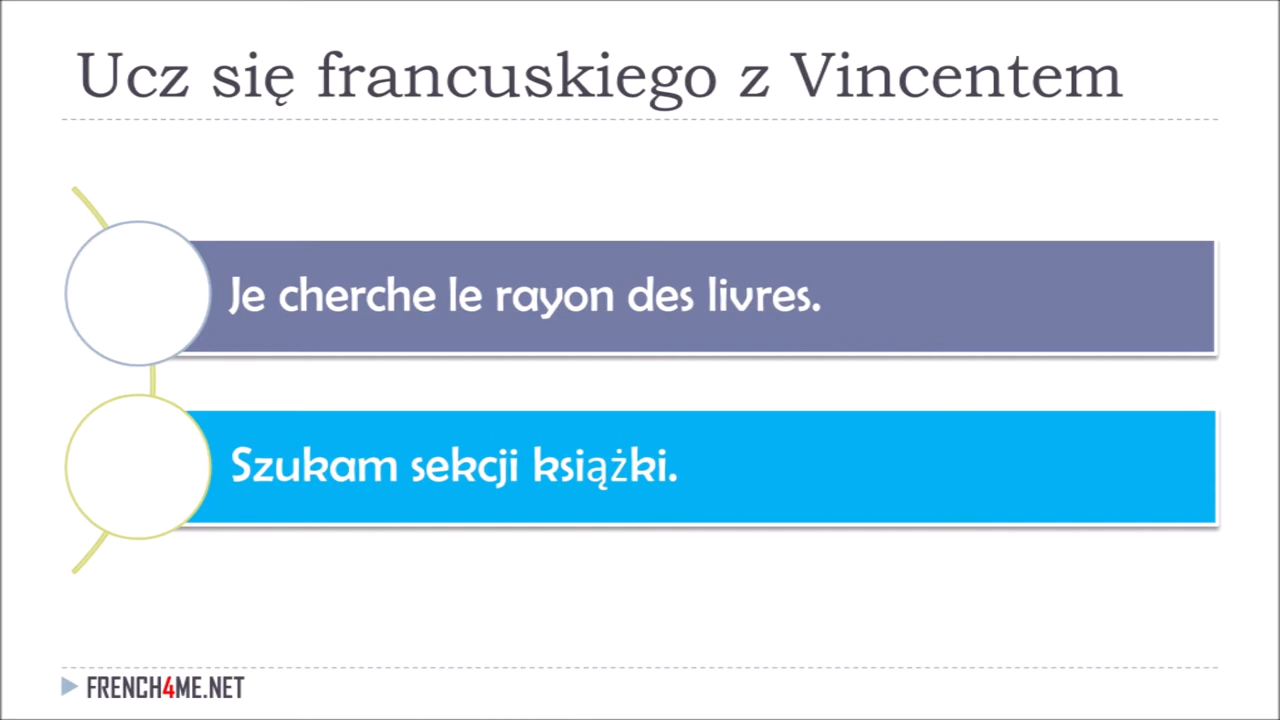 Ucz się francuskiego z Vincentem
Je cherche le rayon des livres.
Szukam sekcji książki.
FRENCH4ME.NET